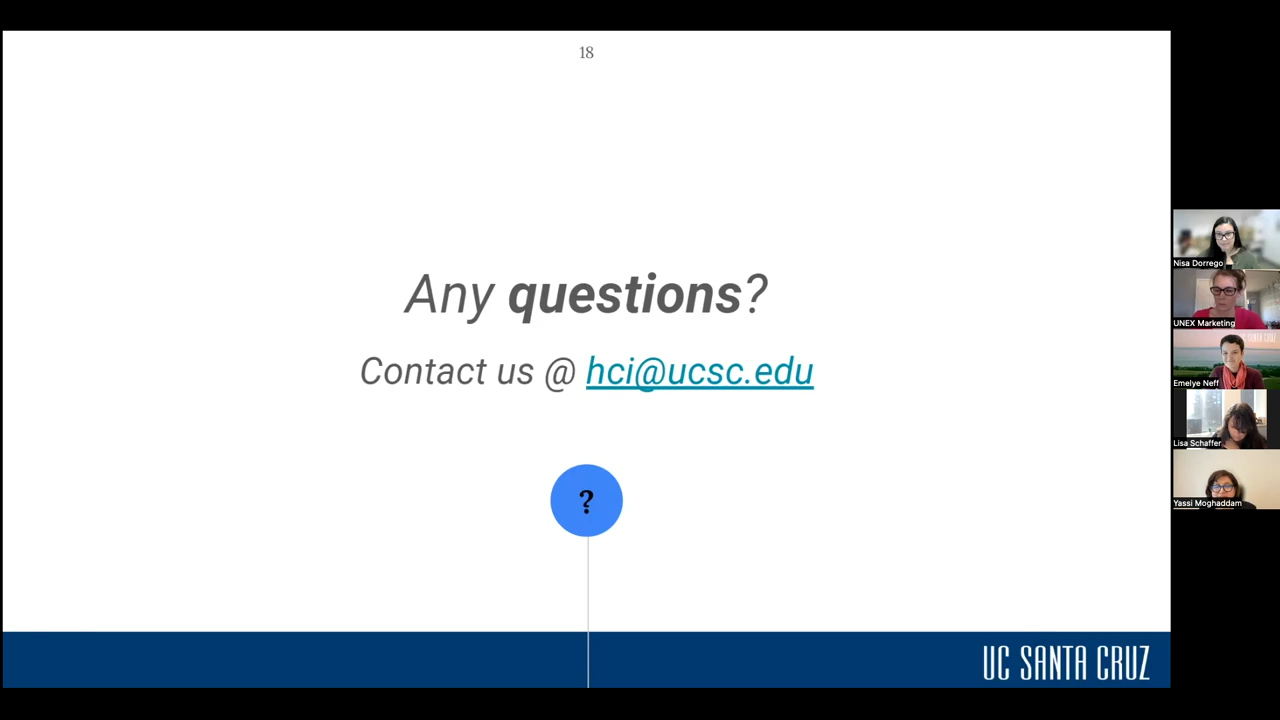 18
Any questions?
Contact us @ hci@ucsc.edu
?
UC SANTA CRUZ
Nisa Dorrego
UNEX Marketing
Emelye Neff
Lisa Schaffer
Yassi Moghaddam